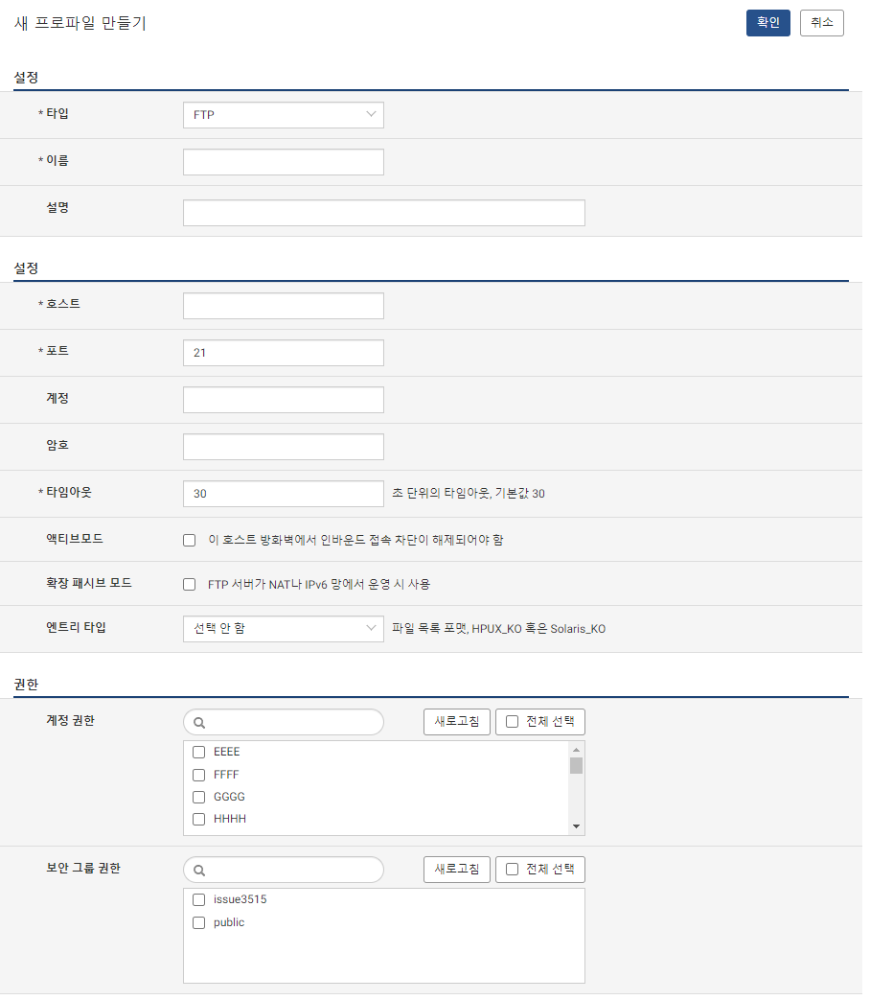 새 프로파일 만들기 확인 취소
설정
* 타입 FTP
* 이름
설명
설정
* 호스트
* 포트 21
계정
암호
* 타임아웃 30 초 단위의 타임아웃, 기본값 30
액티브모드 이 호스트 방화벽에서 인바운드 접속 차단이 해제되어야 함
확장 패시브 모드 FTP 서버가 NAT나 IPv6 망에서 운영 시 사용
엔트리 타입 선택 안 함 파일 목록 포맷, HPUX_KO 혹은 Solaris_KO
권한
계정 권한 새로고침 전체 선택
EEEE
FFFF
GGGG
HHHH
보안 그룹 권한 새로고침 전체 선택
issue3515
public